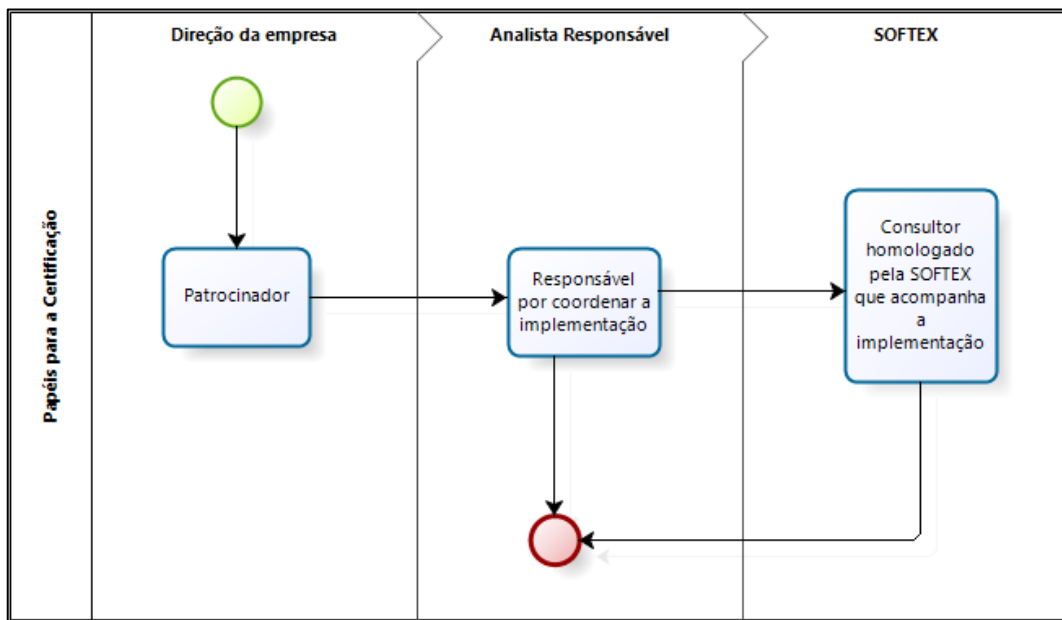 Direção da empresa
Analista Responsável
SOFTEX
Papéis para a Certificação
Patrocinador
Responsável
por coordenar a
implementação
Consultor
homologado
pela SOFTEX
que acompanha
a
implementação